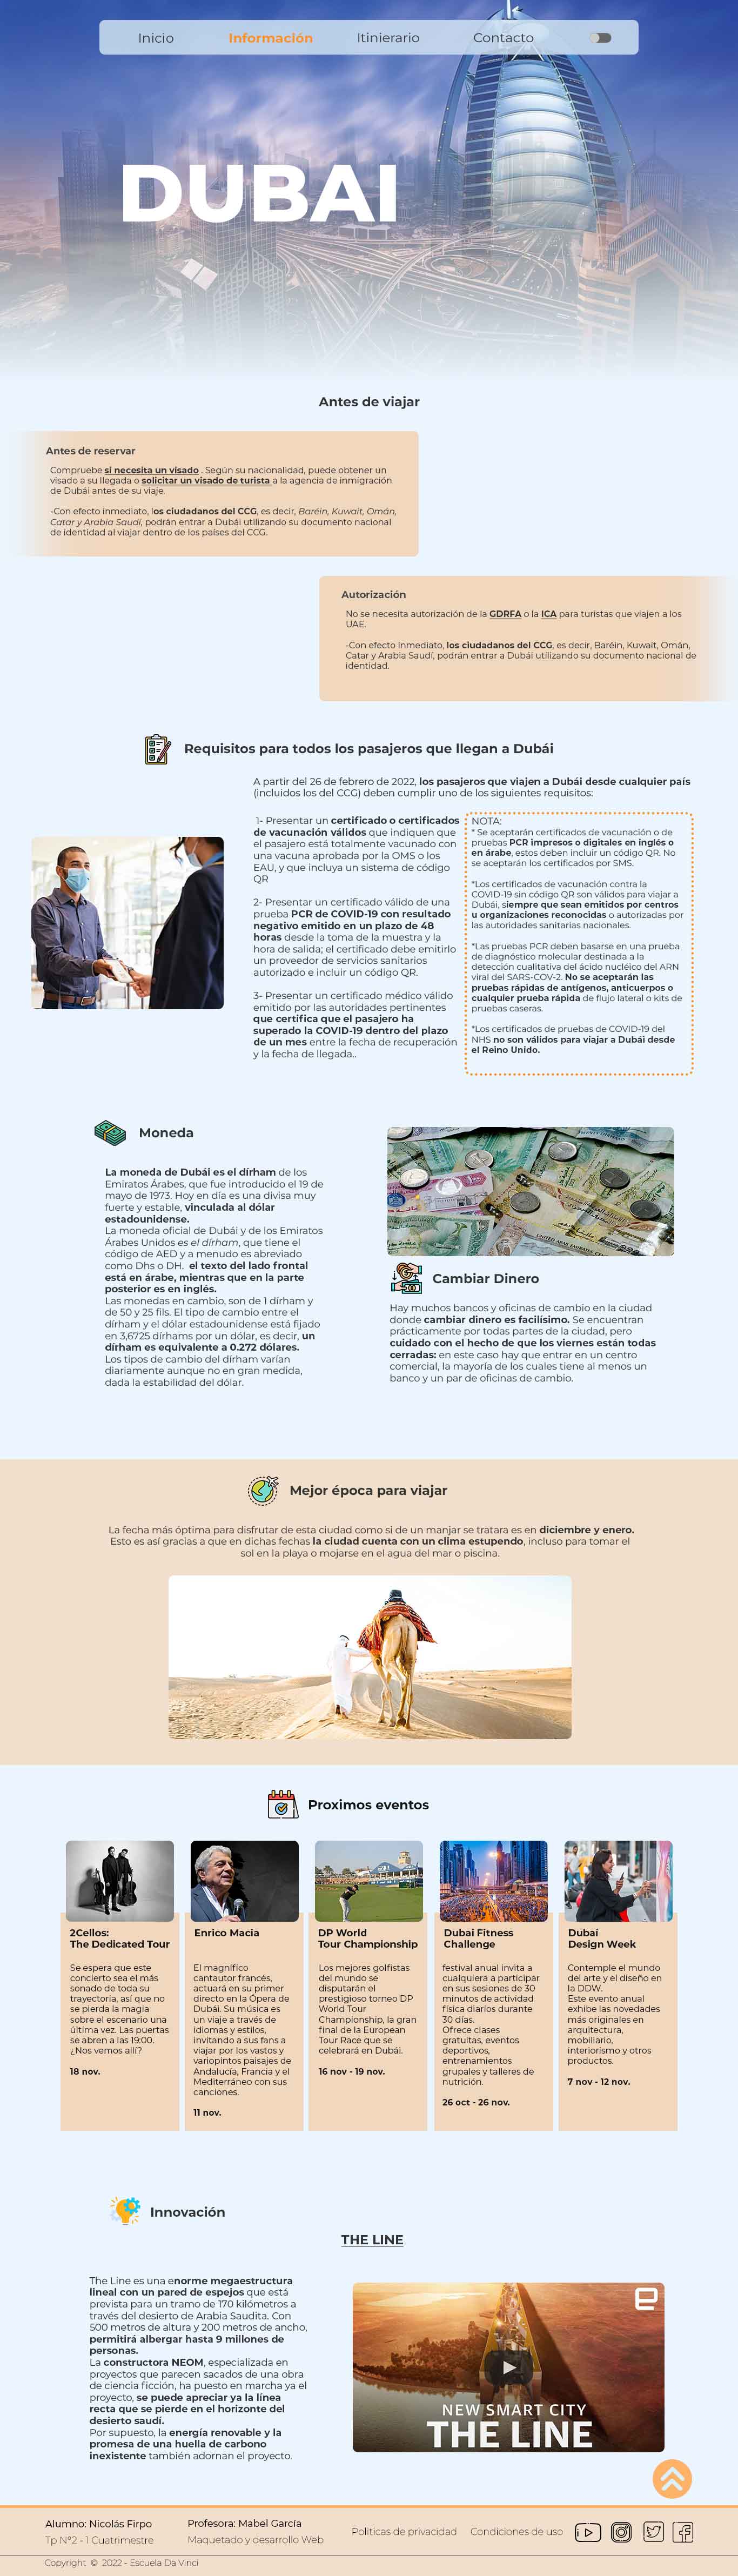 Inicio
Información
Itinierario
Contacto
DUBAI
Antes de viajar
Antes de reservar
Compruebe si necesita un visado . Según su nacionalidad, puede obtener un
visado a su llegada o solicitar un visado de turista a la agencia de inmigración
de Dubái antes de su viaje.
-Con efecto inmediato, los ciudadanos del CCG, es decir, Baréin, Kuwait, Omán,
Catar y Arabia Saudí, podrán entrar a Dubái utilizando su documento nacional
de identidad al viajar dentro de los países del CCG.
Autorización
No se necesita autorización de la GDRFA o la ICA para turistas que viajen a los
UAE.
-Con efecto inmediato, los ciudadanos del CCG, es decir, Baréin, Kuwait, Omán,
Catar y Arabia Saudí, podrán entrar a Dubái utilizando su documento nacional de
identidad.
Requisitos para todos los pasajeros que llegan a Dubái
A partir del 26 de febrero de 2022, los pasajeros que viajen a Dubái desde cualquier país
(incluidos los del CCG) deben cumplir uno de los siguientes requisitos:
1- Presentar un certificado o certificados
de vacunación válidos que indiquen que
el pasajero está totalmente vacunado con
una vacuna aprobada por la OMS o los
EAU, y que incluya un sistema de código
QR
2- Presentar un certificado válido de una
prueba PCR de COVID-19 con resultado
negativo emitido en un plazo de 48
horas desde la toma de la muestra y la
hora de salida; el certificado debe emitirlo
un proveedor de servicios sanitarios
autorizado e incluir un código QR.
3- Presentar un certificado médico válido
emitido por las autoridades pertinentes
que certifica que el pasajero ha
superado la COVID-19 dentro del plazo
de un mes entre la fecha de recuperación
y la fecha de llegada..
NOTA:
* Se aceptarán certificados de vacunación o de
pruebas PCR impresos o digitales en inglés o
en árabe, estos deben incluir un código QR. No
se aceptarán los certificados por SMS.
*Los certificados de vacunación contra la
COVID-19 sin código QR son válidos para viajar a
Dubái, siempre que sean emitidos por centros
u organizaciones reconocidas o autorizadas por
las autoridades sanitarias nacionales.
*Las pruebas PCR deben basarse en una prueba
de diagnóstico molecular destinada a la
detección cualitativa del ácido nucléico del ARN
viral del SARS-COV-2. No se aceptarán las
pruebas rápidas de antígenos, anticuerpos o
cualquier prueba rápida de flujo lateral o kits de
pruebas caseras.
*Los certificados de pruebas de COVID-19 del
NHS no son válidos para viajar a Dubái desde
el Reino Unido.
Moneda
La moneda de Dubái es el dírham de los
Emiratos Árabes, que fue introducido el 19 de
mayo de 1973. Hoy en día es una divisa muy
fuerte y estable, vinculada al dólar
estadounidense.
La moneda oficial de Dubái y de los Emiratos
Árabes Unidos es el dírham, que tiene el
código de AED y a menudo es abreviado
como Dhs o DH. el texto del lado frontal
está en árabe, mientras que en la parte
posterior es en inglés.
Las monedas en cambio, son de 1 dírham y
de 50 y 25 fils. El tipo de cambio entre el
dírham y el dólar estadounidense está fijado
en 3,6725 dírhams por un dólar, es decir, un
dírham es equivalente a 0.272 dólares.
Los tipos de cambio del dírham varían
diariamente aunque no en gran medida,
dada la estabilidad del dólar.
Cambiar Dinero
Hay muchos bancos y oficinas de cambio en la ciudad
donde cambiar dinero es facilísimo. Se encuentran
prácticamente por todas partes de la ciudad, pero
cuidado con el hecho de que los viernes están todas
cerradas: en este caso hay que entrar en un centro
comercial, la mayoría de los cuales tiene al menos un
banco y un par de oficinas de cambio.
Mejor época para viajar
La fecha más óptima para disfrutar de esta ciudad como si de un manjar se tratara es en diciembre y enero.
Esto es así gracias a que en dichas fechas la ciudad cuenta con un clima estupendo, incluso para tomar el
sol en la playa o mojarse en el agua del mar o piscina.
Proximos eventos
2Cellos:
The Dedicated Tour
Se espera que este
concierto sea el más
sonado de toda su
trayectoria, así que no
se pierda la magia
sobre el escenario una
última vez. Las puertas
se abren a las 19:00.
¿Nos vemos allí?
18 nov.
Enrico Macia
El magnífico
cantautor francés,
actuará en su primer
directo en la Ópera de
Dubái. Su música es
un viaje a través de
idiomas y estilos,
invitando a sus fans a
viajar por los vastos y
variopintos paisajes de
Andalucía, Francia y el
Mediterráneo con sus
canciones.
11 nov.
DP World
Tour Championship
Los mejores golfistas
del mundo se
disputarán el
prestigioso torneo DP
World Tour
Championship, la gran
final de la European
Tour Race que se
celebrará en Dubái.
16 nov - 19 nov.
Dubai Fitness
Challenge
festival anual invita a
cualquiera a participar
en sus sesiones de 30
minutos de actividad
física diarios durante
30 días.
Ofrece clases
gratuitas, eventos
deportivos,
entrenamientos
grupales y talleres de
nutrición.
26 oct - 26 nov.
Dubaí
Design Week
Contemple el mundo
del arte y el diseño en
la DDW.
Este evento anual
exhibe las novedades
más originales en
arquitectura,
mobiliario,
interiorismo y otros
productos.
7 nov - 12 nov.
Innovación
THE LINE
The Line es una enorme megaestructura
lineal con un pared de espejos que está
prevista para un tramo de 170 kilómetros a
través del desierto de Arabia Saudita. Con
500 metros de altura y 200 metros de ancho,
permitirá albergar hasta 9 millones de
personas.
La constructora NEOM, especializada en
proyectos que parecen sacados de una obra
de ciencia ficción, ha puesto en marcha ya el
proyecto, se puede apreciar ya la línea
recta que se pierde en el horizonte del
desierto saudí.
Por supuesto, la energía renovable y la
promesa de una huella de carbono
inexistente también adornan el proyecto.
NEW SMART CITY
THE LINE
Alumno: Nicolás Firpo
Tp N°2 - 1 Cuatrimestre
Profesora: Mabel García
Maquetado y desarrollo Web
Políticas de privacidad
Condiciones de uso
Copyright © 2022 - Escuela Da Vinci